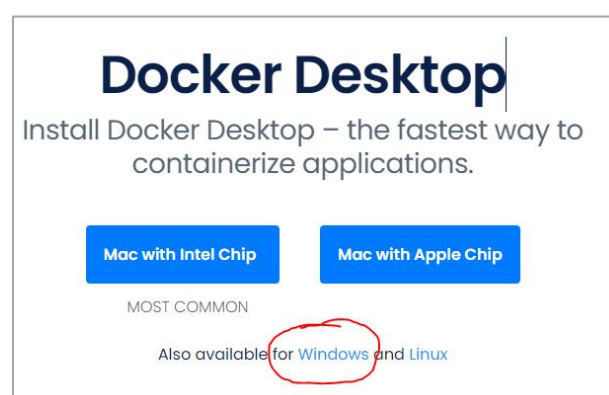 Docker Desktop
Install Docker Desktop – the fastest way to
containerize applications.
Mac with Intel Chip
Mac with Apple Chip
MOST COMMON
Also available for Windows and Linux